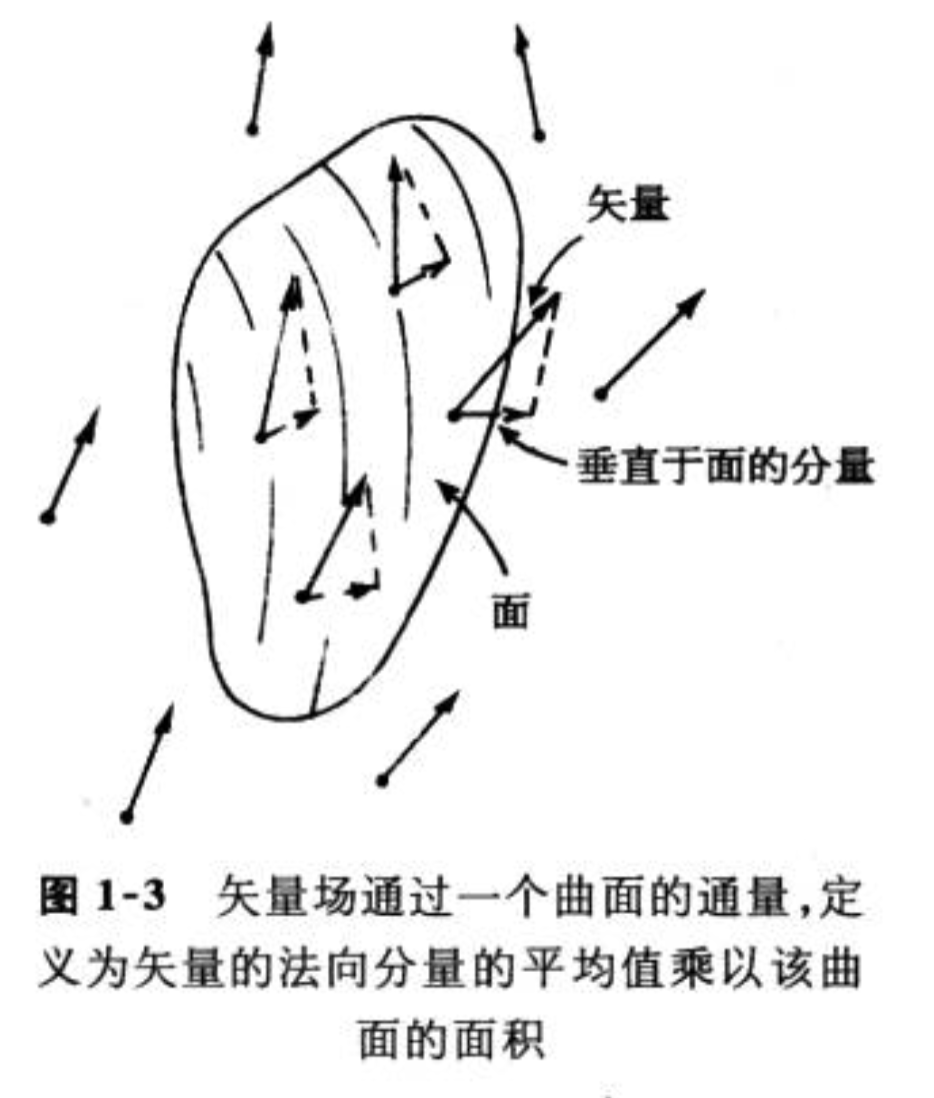 矢量
垂直于面的分量
面
图 1-3 矢量场通过一个曲面的通量,定
义为矢量的法向分量的平均值乘以该曲
面的面积